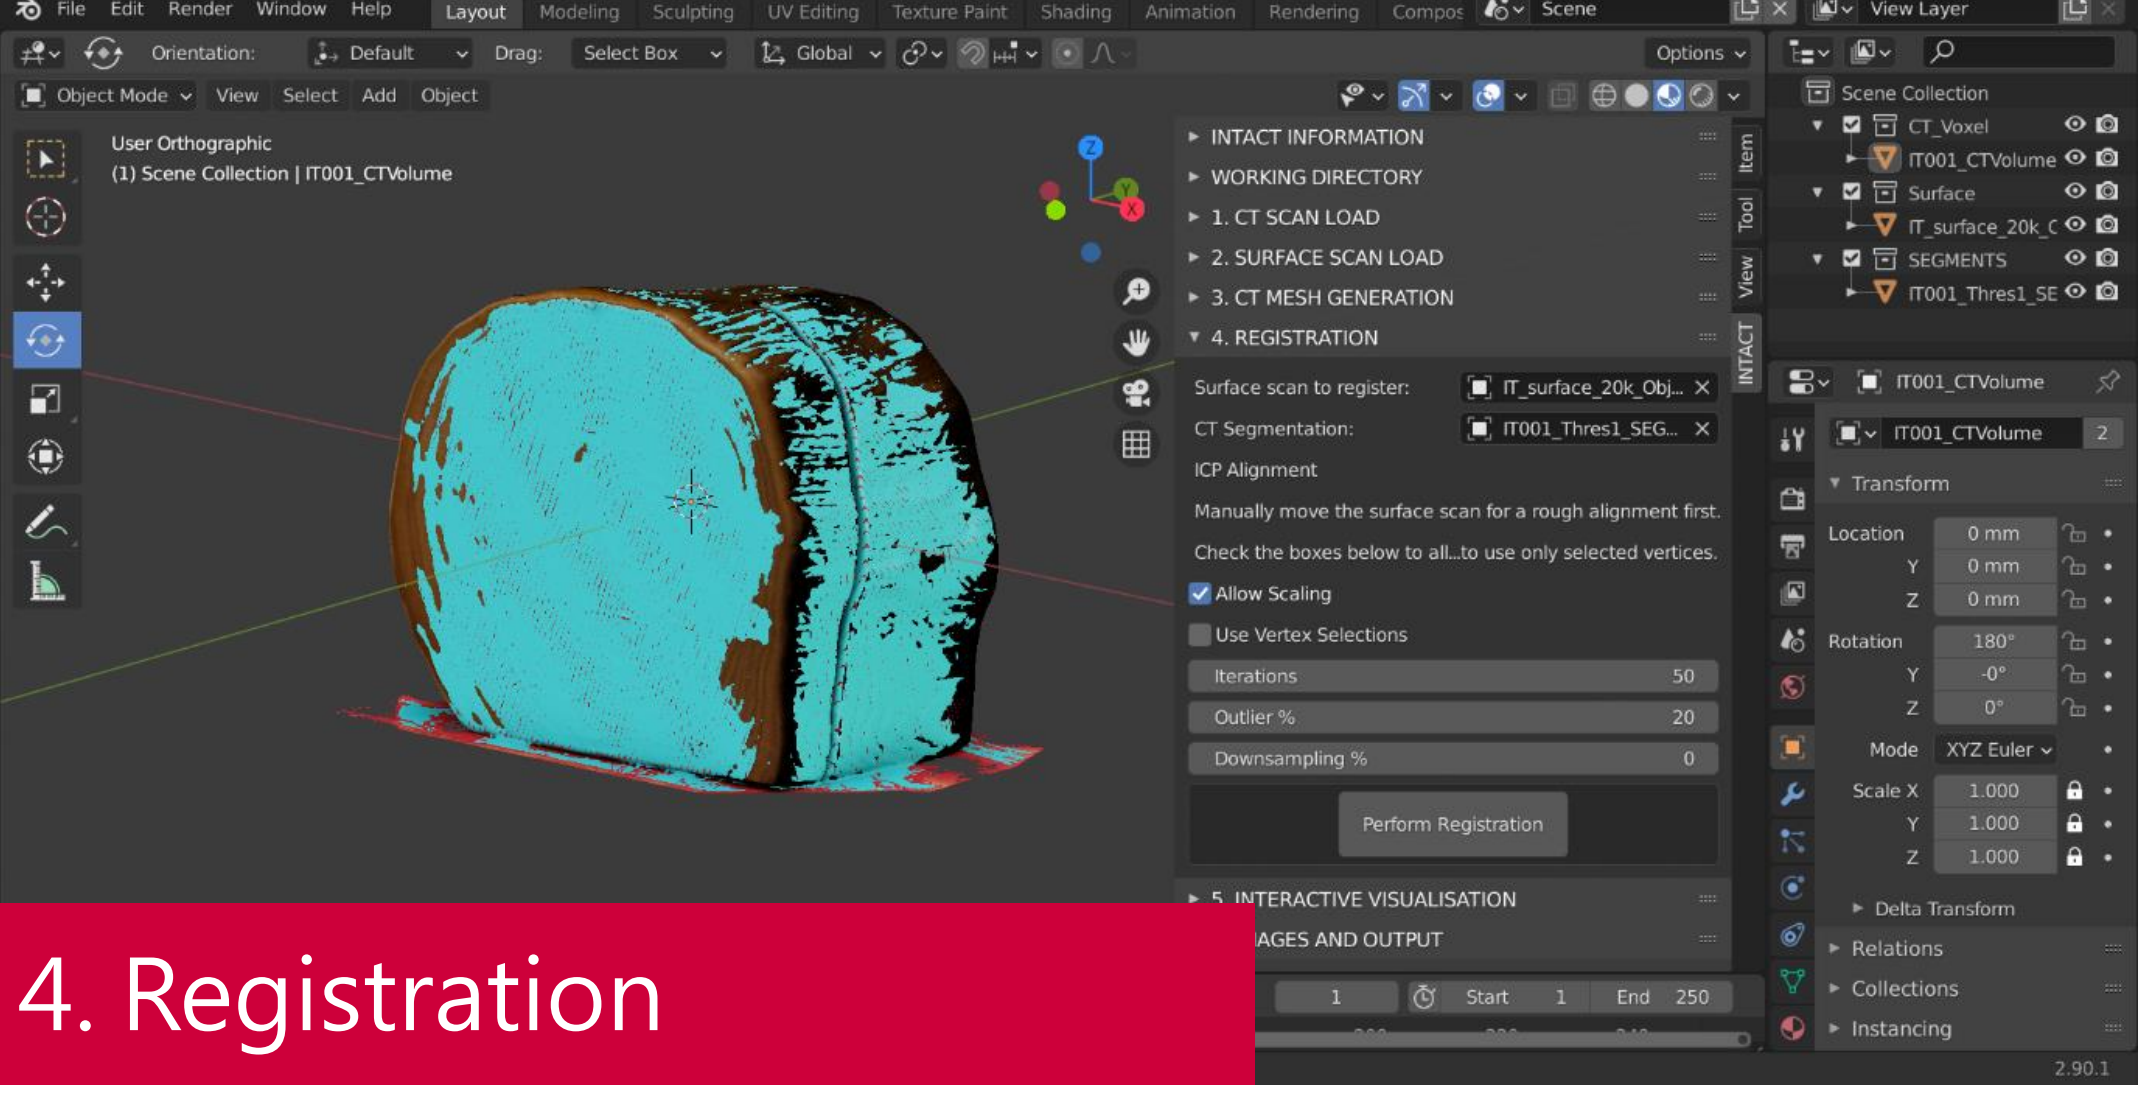 File Edit Render Window Help Layout Modeling Sculpting UV Editing Texture Paint Shading Animation Rendering Compos Scene View Layer
Orientation: Default Drag: Select Box Global Options
Object Mode View Select Add Object
User Orthographic
(1) Scene Collection | IT001_CTVolume
Z
Y
X
INTACT INFORMATION
WORKING DIRECTORY
1. CT SCAN LOAD
2. SURFACE SCAN LOAD
3. CT MESH GENERATION
4. REGISTRATION
Surface scan to register: IT_surface_20k_Obj...
CT Segmentation: IT001_Thres1_SEG...
ICP Alignment
Manually move the surface scan for a rough alignment first.
Check the boxes below to all...to use only selected vertices.
Allow Scaling
Use Vertex Selections
Iterations 50
Outlier % 20
Downsampling % 0
Perform Registration
5. INTERACTIVE VISUALISATION
AGES AND OUTPUT
1 Start 1 End 250
Item
Tool
View
INTACT
Scene Collection
CT_Voxel
IT001_CTVolume
Surface
IT_surface_20k_C
SEGMENTS
IT001_Thres1_SE
IT001_CTVolume
IT001_CTVolume 2
Transform
Location 0 mm
Y 0 mm
Z 0 mm
Rotation 180°
Y -0°
Z 0°
Mode XYZ Euler
Scale X 1.000
Y 1.000
Z 1.000
Delta Transform
Relations
Collections
Instancing
2.90.1
4. Registration